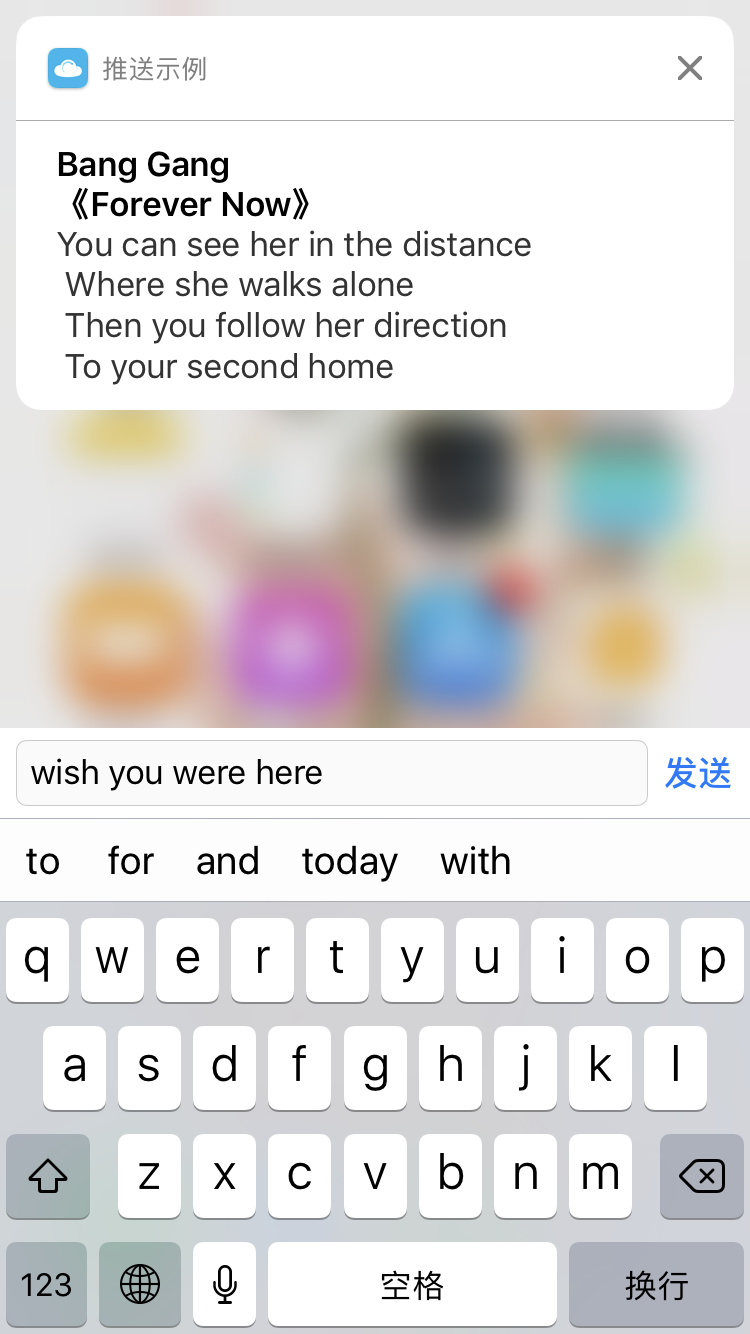 推送示例
Bang Gang
《Forever Now》
You can see her in the distance
Where she walks alone
Then you follow her direction
To your second home
wish you were here
发送
to for and today with
q w e r t y u i o p
a s d f g h j k l
z x c v b n m
123 空格 换行